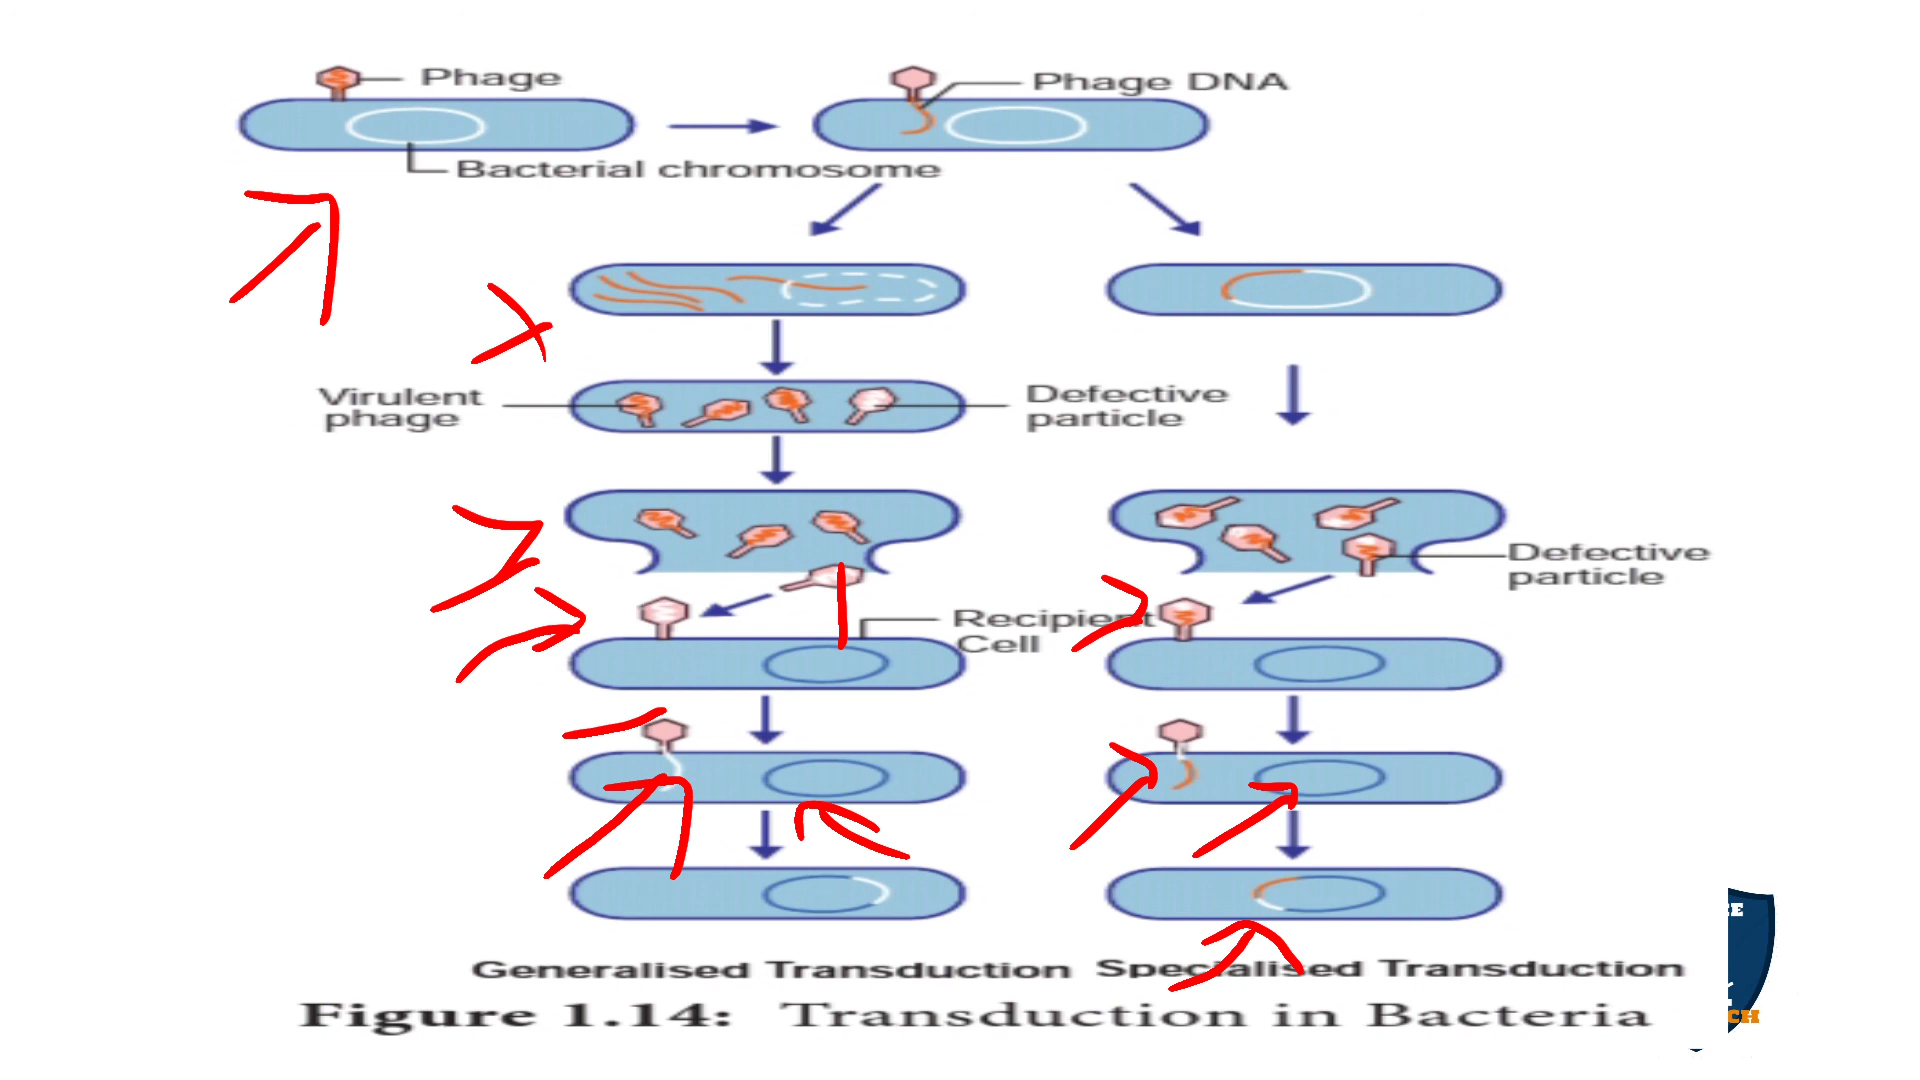 Phage
Phage DNA
Bacterial chromosome
Virulent
phage
Defective
particle
Defective
particle
Recipient
Cell
Generalised Transduction
Specialised Transduction
Figure 1.14: Transduction in Bacteria